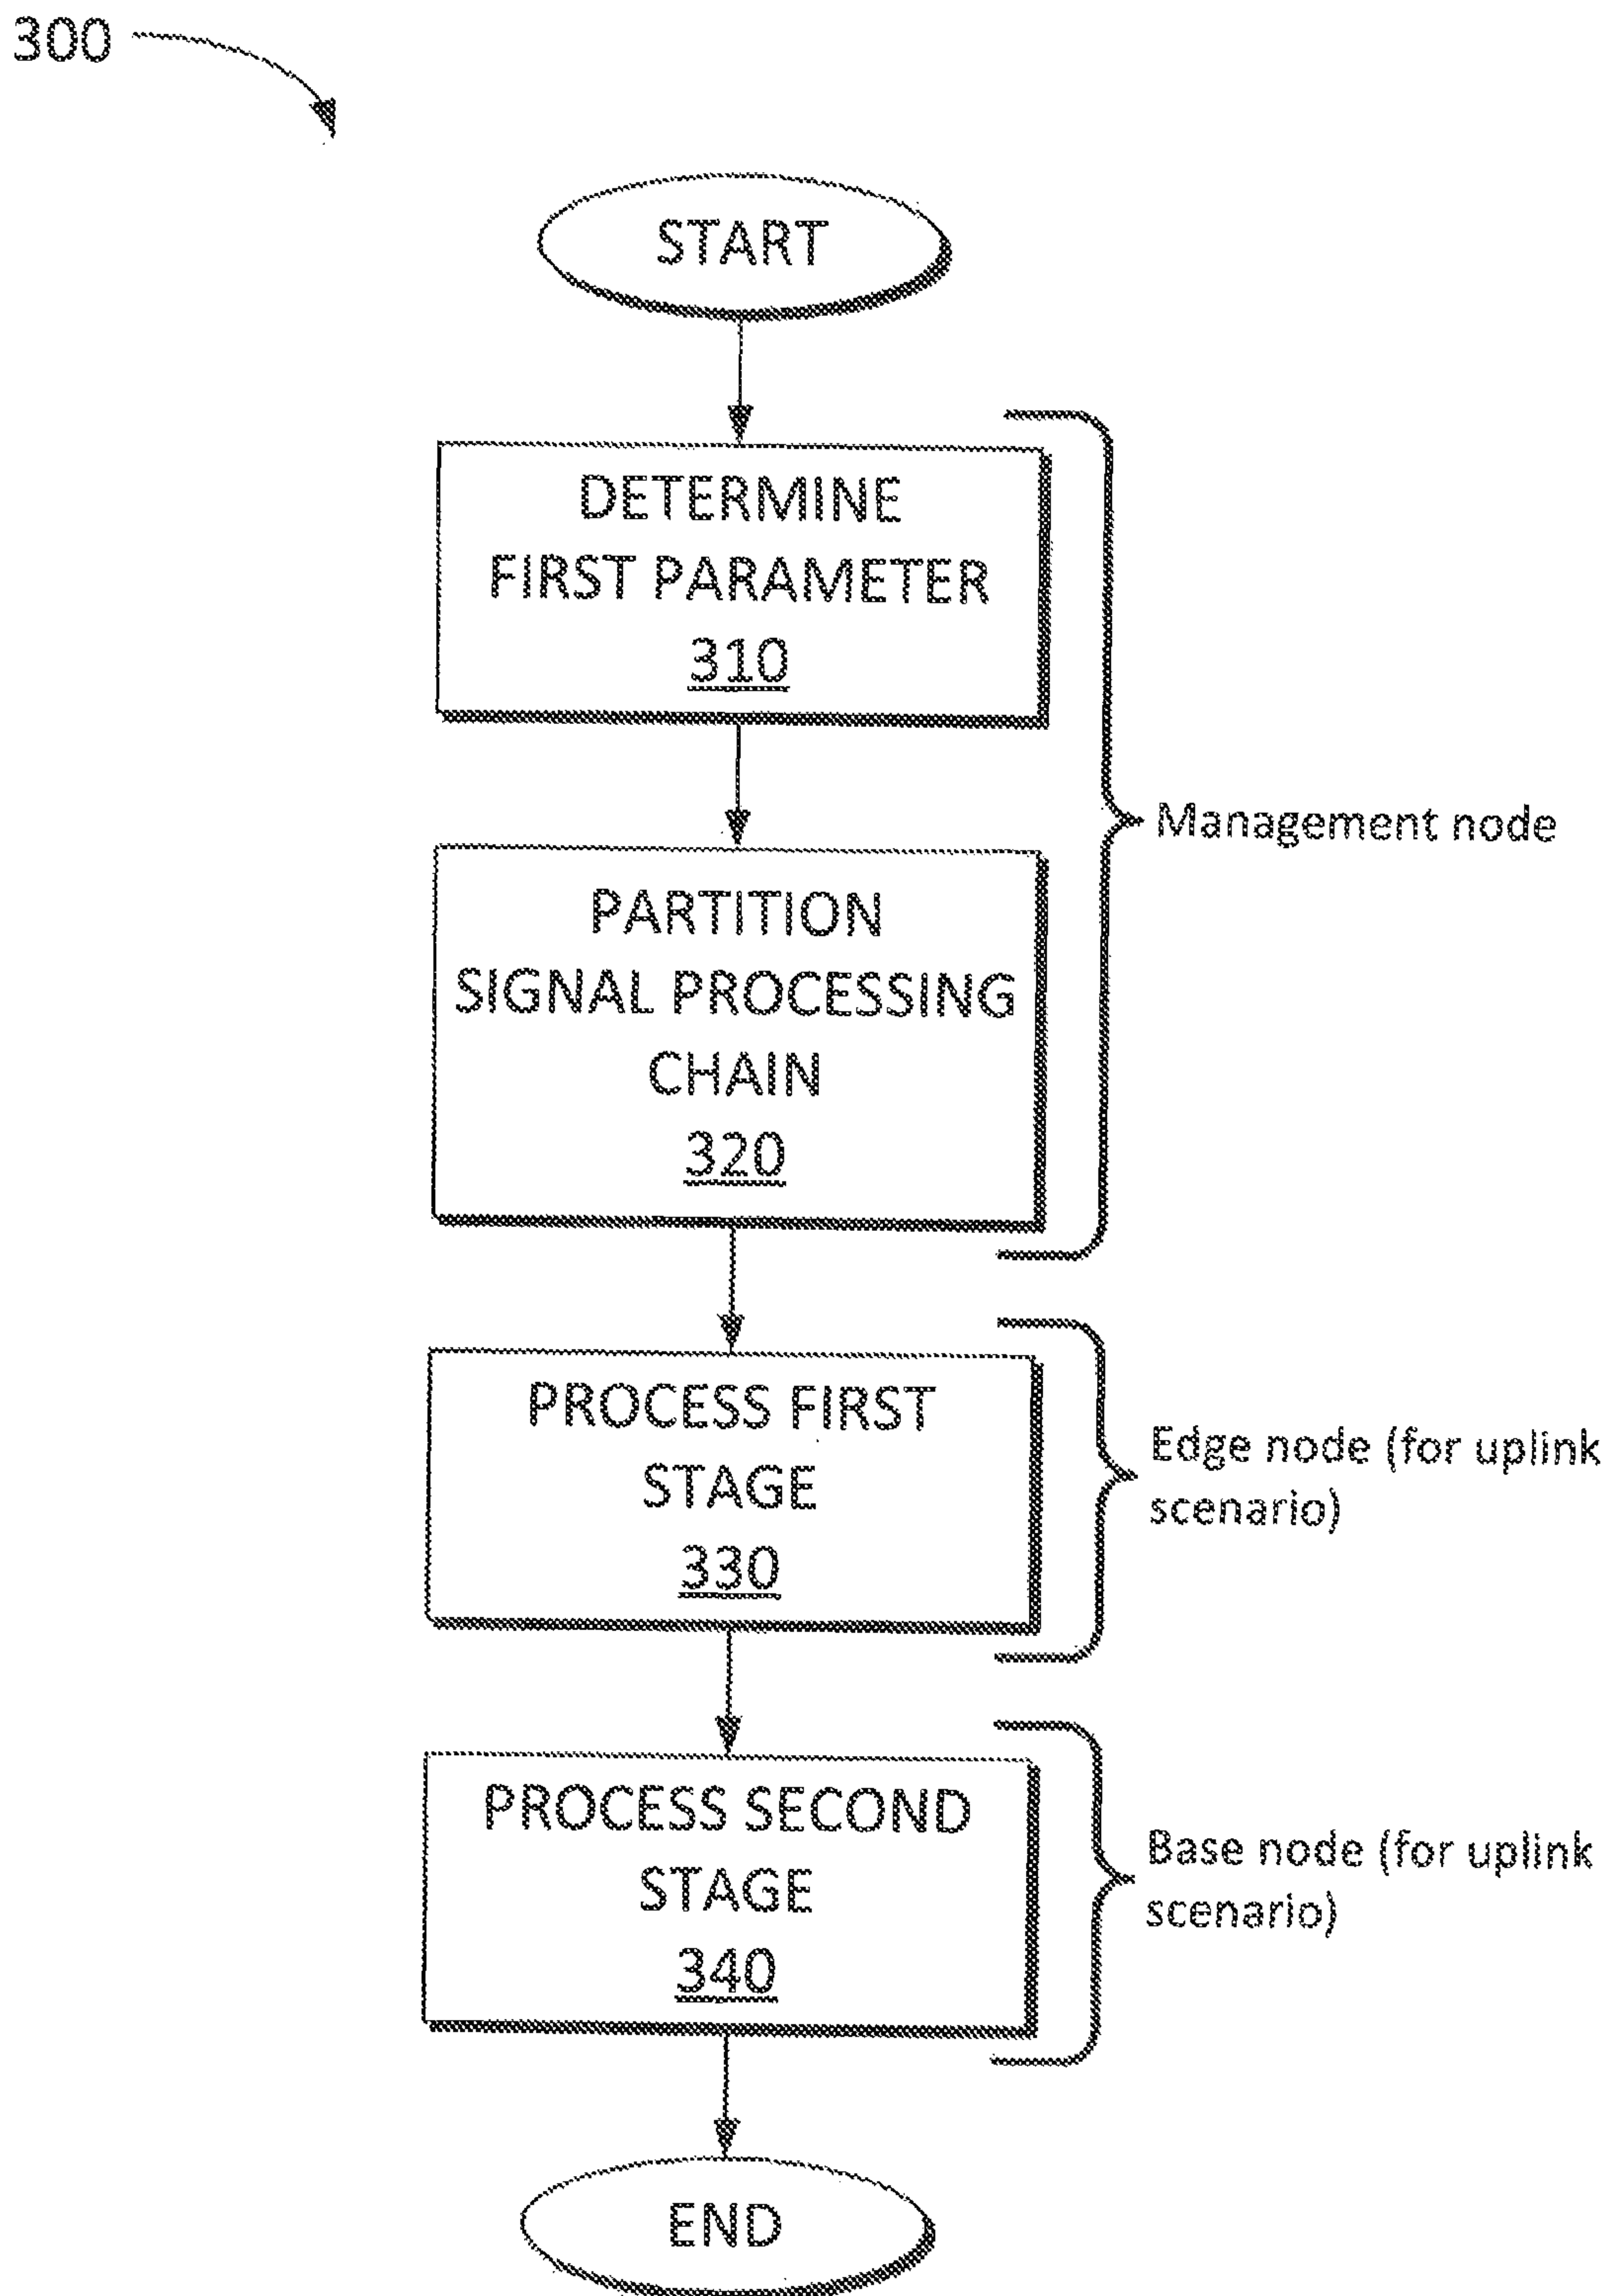 300
START
DETERMINE
FIRST PARAMETER
310
PARTITION
SIGNAL PROCESSING
CHAIN
320
Management node
PROCESS FIRST
STAGE
330
Edge node (for uplink
scenario)
PROCESS SECOND
STAGE
340
Base node (for uplink
scenario)
END